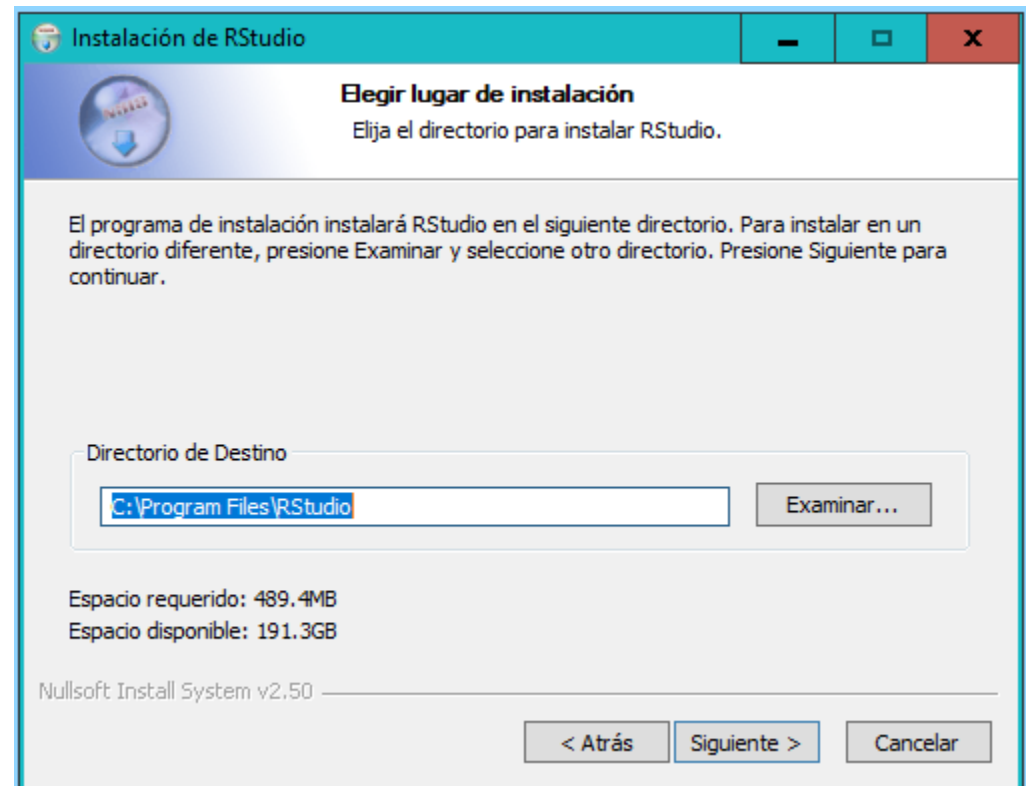 Instalación de RStudio
Elegir lugar de instalación
Elija el directorio para instalar RStudio.
El programa de instalación instalará RStudio en el siguiente directorio. Para instalar en un
directorio diferente, presione Examinar y seleccione otro directorio. Presione Siguiente para
continuar.
Directorio de Destino
C:\Program Files\RStudio
Examinar...
Espacio requerido: 489.4MB
Espacio disponible: 191.3GB
Nullsoft Install System v2.50
< Atrás
Siguiente >
Cancelar